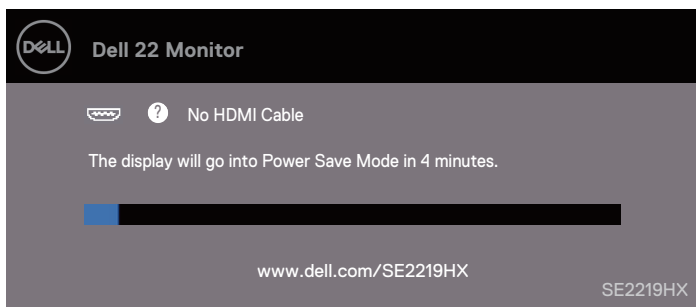 DELL
Dell 22 Monitor
? No HDMI Cable
The display will go into Power Save Mode in 4 minutes.
www.dell.com/SE2219HX
SE2219HX